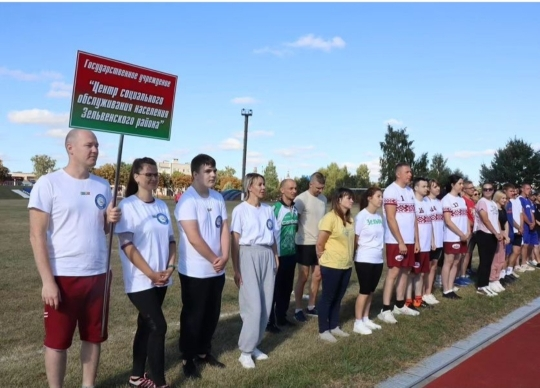 Государственное учреждение
"Центр социального
обслуживания населения
Зельвенского района"